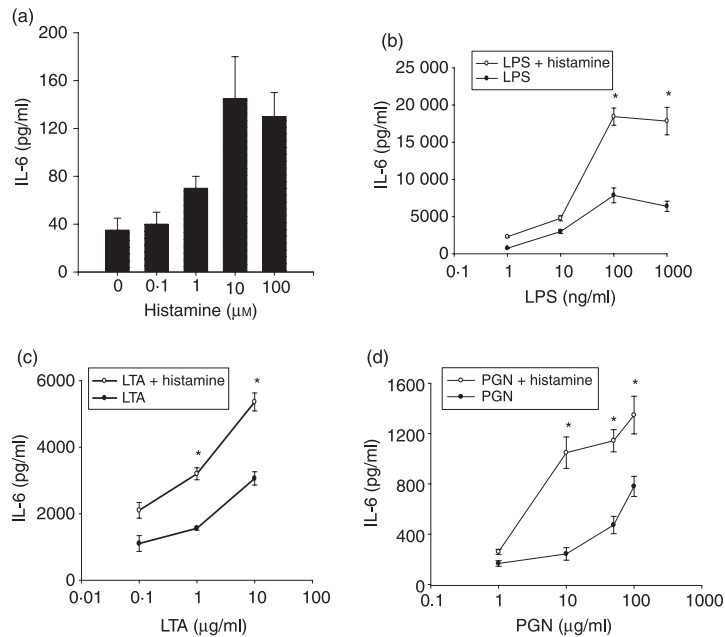 (a)
IL-6 (pg/ml)
200
160
120
80
40
0
0 0·1 1 10 100
Histamine (μM)
(b)
LPS + histamine
LPS
IL-6 (pg/ml)
25 000
20 000
15 000
10 000
5000
0
* *
0·1 1 10 100 1000
LPS (ng/ml)
(c)
LTA + histamine
LTA
IL-6 (pg/ml)
6000
4000
2000
0
* *
0·01 0·1 1 10 100
LTA (μg/ml)
(d)
PGN + histamine
PGN
IL-6 (pg/ml)
1600
1200
800
400
0
* * *
0.1 1 10 100 1000
PGN (μg/ml)